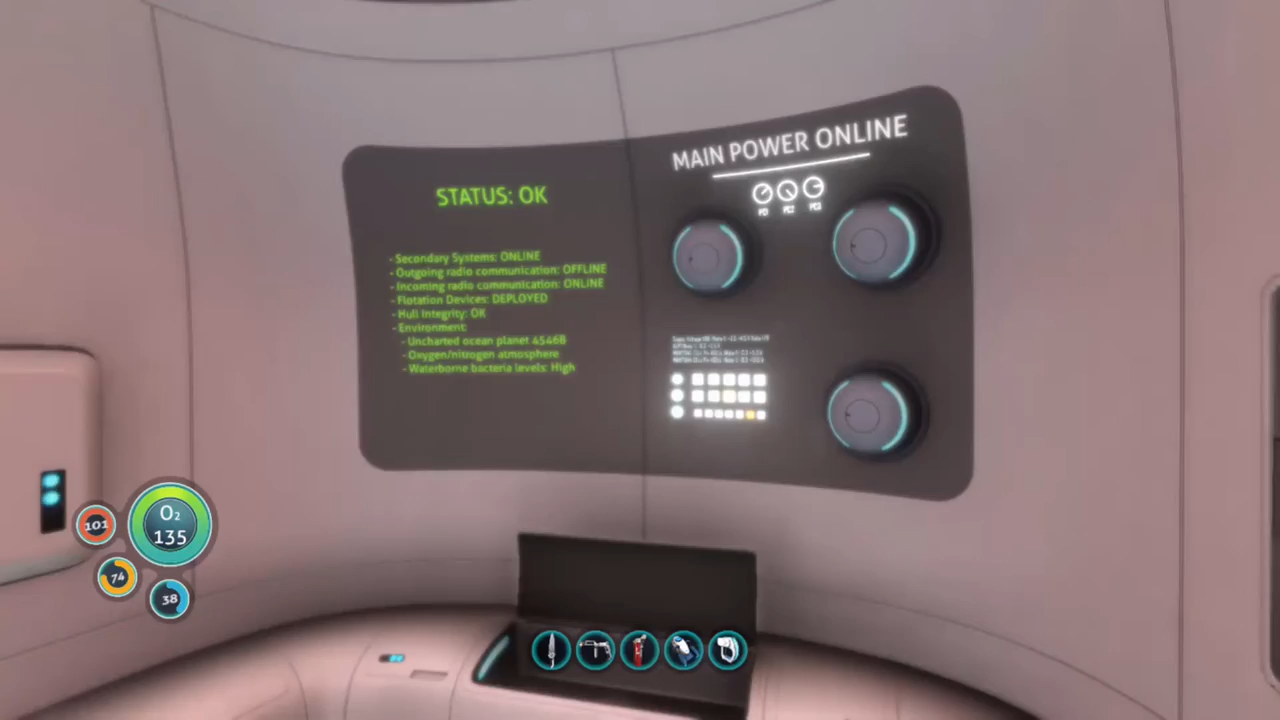 STATUS: OK
- Secondary Systems: ONLINE
- Outgoing radio communication: OFFLINE
- Incoming radio communication: ONLINE
- Flotation Devices: DEPLOYED
- Hull Integrity: OK
- Environment:
- Uncharted ocean planet 4546B
- Oxygen/nitrogen atmosphere
- Waterborne bacteria levels: High
MAIN POWER ONLINE
101
O₂
135
74
38